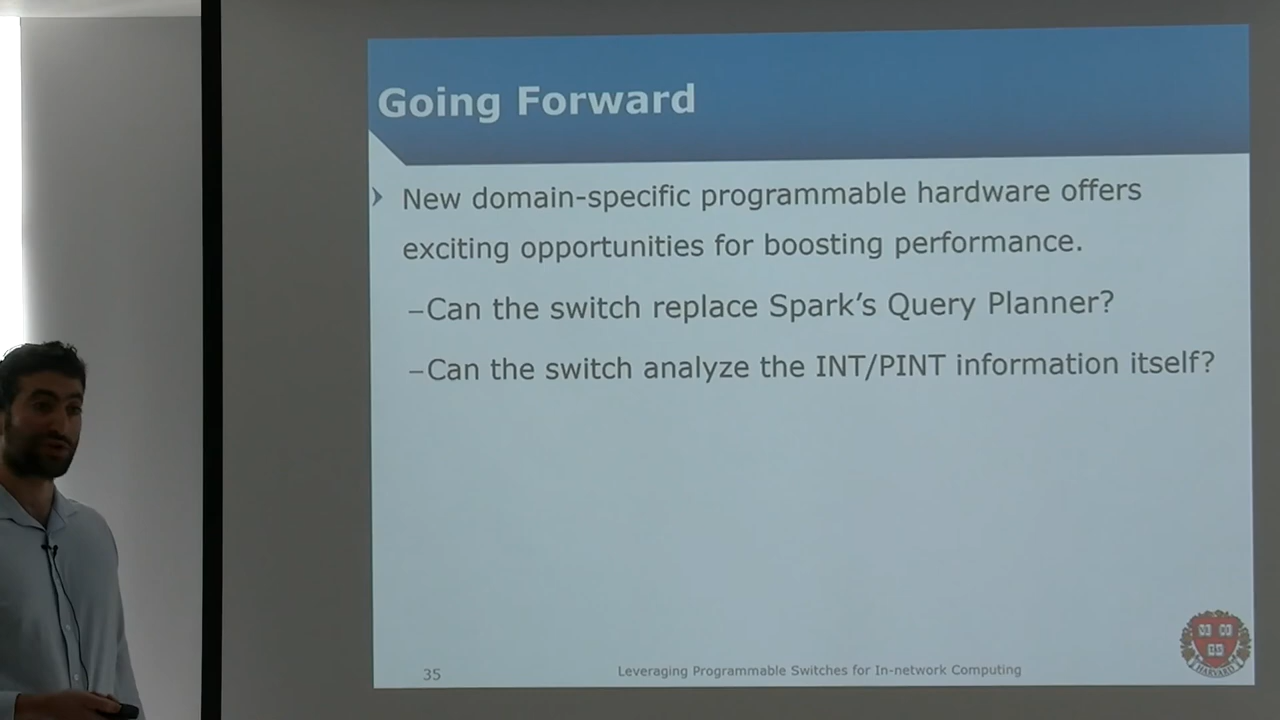 Going Forward
New domain-specific programmable hardware offers
exciting opportunities for boosting performance.
–Can the switch replace Spark's Query Planner?
–Can the switch analyze the INT/PINT information itself?
35
Leveraging Programmable Switches for In-network Computing
HARVARD